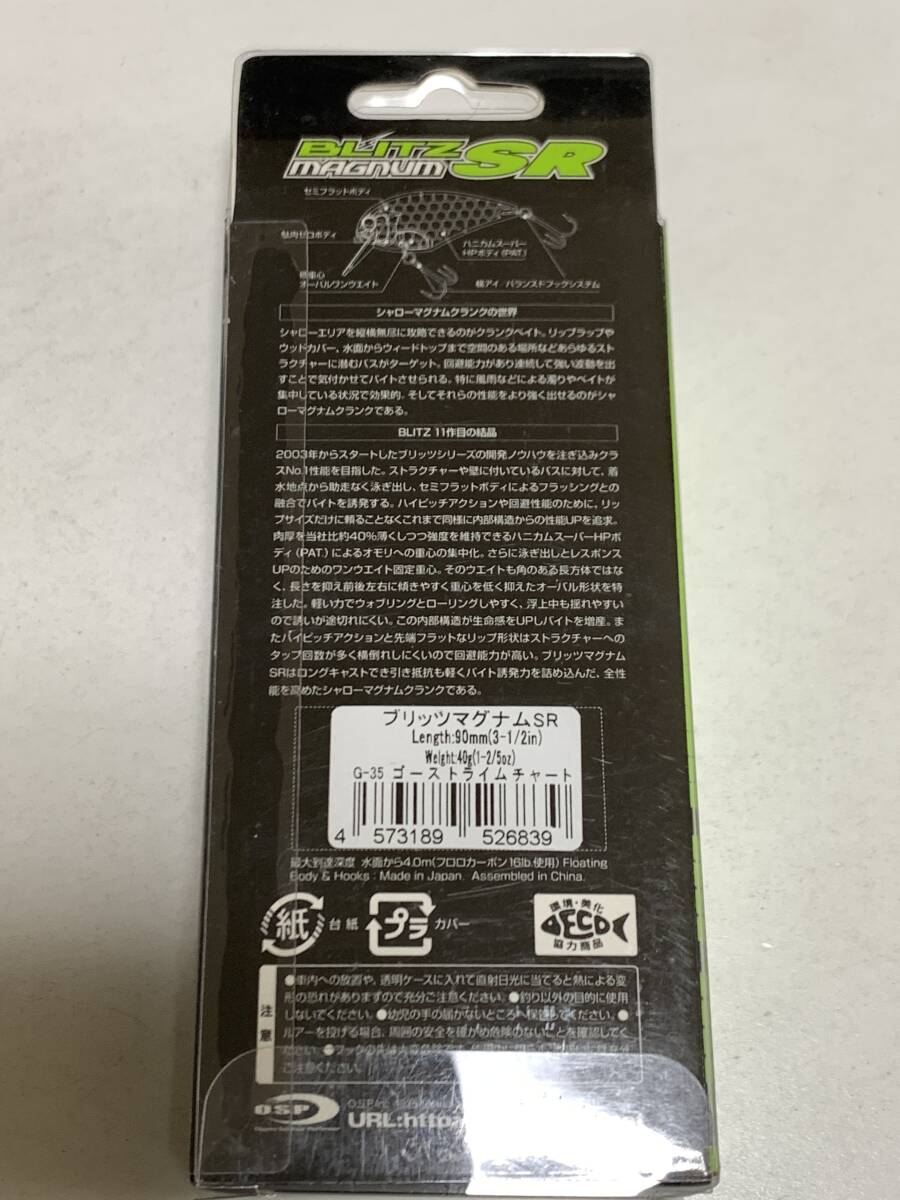 BLITZ
MAGNUM SR
セミフラットボディ
肉ゼロボディ
ハニカムスーパー
HPボディ(PAT.)
低重心
オーバルワンウエイト
横アイ バランスドフックシステム
シャローマグナムクランクの世界
シャローエリアを縦横無尽に攻略できるのがクランクベイト。リップラップや
ウッドカバー、水面からウィードトップまで空間のある場所などあらゆるスト
ラクチャーに潜むバスがターゲット。回避能力があり連続して強い波動を出
すことで気付かせてバイトさせられる。特に風雨などによる濁りやベイトが
集中している状況で効果的。そしてそれらの性能をより強く出せるのがシャ
ローマグナムクランクである。
BLITZ 11作目の結晶
2003年からスタートしたブリッツシリーズの開発ノウハウを注ぎ込みクラ
スNo.1性能を目指した。ストラクチャーや壁に付いているバスに対して、着
水地点から助走なく泳ぎ出し、セミフラットボディによるフラッシングとの
融合でバイトを誘発する。ハイピッチアクションや回避性能のために、リッ
プサイズだけに頼ることなくこれまで同様に内部構造からの性能UPを追求。
肉厚を当社比約40%薄くしつつ強度を維持できるハニカムスーパーHPボ
ディ(PAT.)によるオモリへの重心の集中化。さらに泳ぎ出しとレスポンス
UPのためのワンウエイト固定重心。そのウエイトも角のある長方体ではな
く、長さを抑え前後左右に傾きやすく重心を低く抑えたオーバル形状を特
注した。軽い力でウォブリングとローリングしやすく、浮上中も揺れやすい
ので誘いが途切れにくい。この内部構造が生命感をUPしバイトを増産。ま
たハイピッチアクションと先端フラットなリップ形状はストラクチャーへの
タップ回数が多く横倒れしにくいので回避能力が高い。ブリッツマグナム
SRはロングキャストでき引き抵抗も軽くバイト誘発力を詰め込んだ、全性
能を高めたシャローマグナムクランクである。
ブリッツマグナムSR
Length:90mm(3-1/2in)
Weight:40g(1-2/5oz)
G-35 ゴーストライムチャート
4 573189 526839
最大到達深度 水面から4.0m(フロロカーボン16lb.使用) Floating
Body & Hooks : Made in Japan. Assembled in China.
紙 台紙 プラ カバー
環境・美化
ECO
協力商品
注意
●車内への放置や、透明ケースに入れて直射日光に当てると熱による変
形の恐れがありますので充分ご注意ください。●釣り以外の目的に使用
しないでください。●幼児の手の届かないところへ保管してください。●
ルアーを投げる場合、周囲の安全を確かめ危険のないことを確認してく
ださい。●フックの先は大変危険です。
ご注意ください。
O.S.P
O.S.P.Inc.
URL:http